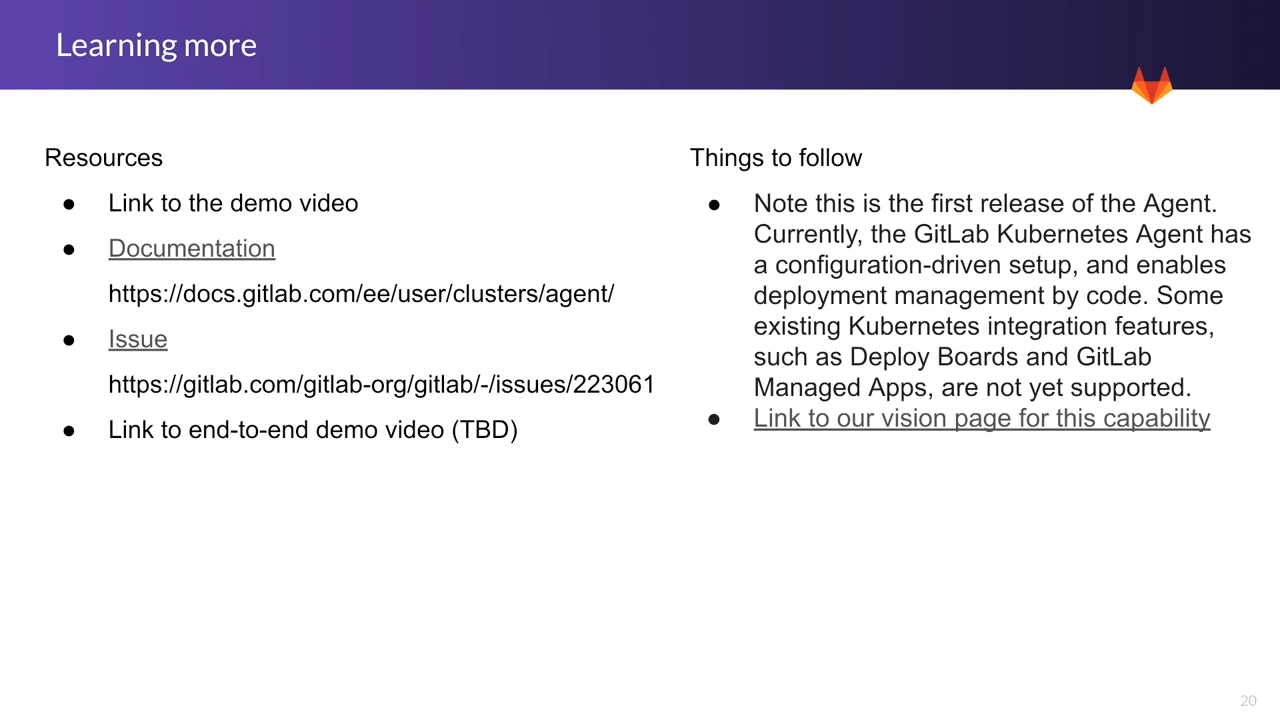 Learning more
Resources
● Link to the demo video
● Documentation
https://docs.gitlab.com/ee/user/clusters/agent/
● Issue
https://gitlab.com/gitlab-org/gitlab/-/issues/223061
● Link to end-to-end demo video (TBD)
Things to follow
● Note this is the first release of the Agent.
Currently, the GitLab Kubernetes Agent has
a configuration-driven setup, and enables
deployment management by code. Some
existing Kubernetes integration features,
such as Deploy Boards and GitLab
Managed Apps, are not yet supported.
● Link to our vision page for this capability
20